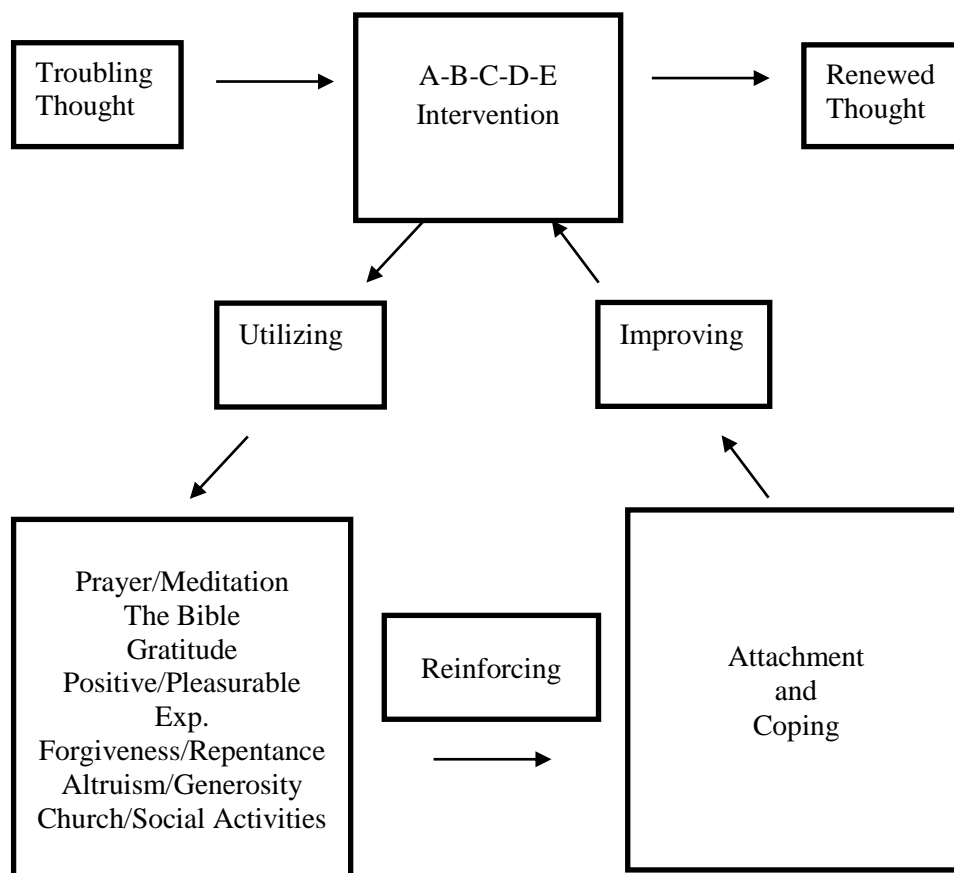 Troubling
Thought
A-B-C-D-E
Intervention
Renewed
Thought
Utilizing
Improving
Prayer/Meditation
The Bible
Gratitude
Positive/Pleasurable
Exp.
Forgiveness/Repentance
Altruism/Generosity
Church/Social Activities
Reinforcing
Attachment
and
Coping